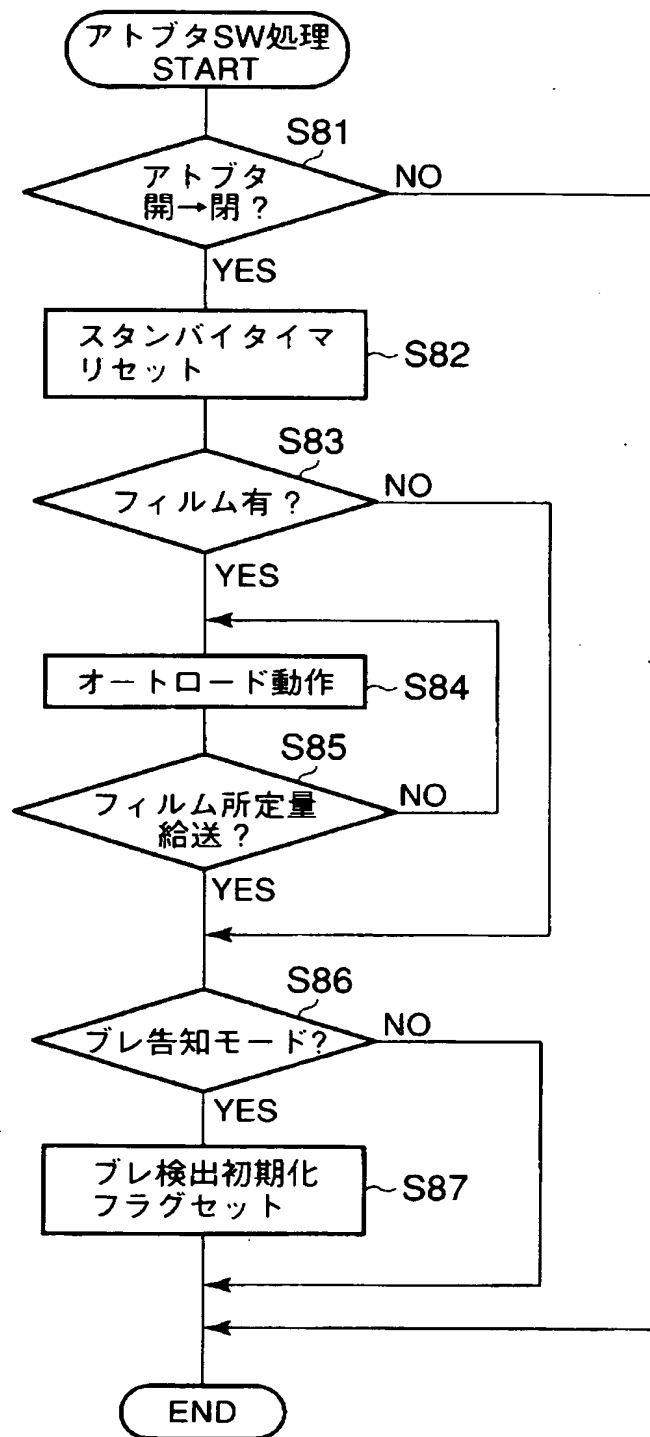 アトブタSW処理
START
S81
アトブタ
開→閉?
NO
YES
スタンバイタイマ
リセット
S82
S83
フィルム有?
NO
YES
オートロード動作
S84
S85
フィルム所定量
給送?
NO
YES
S86
ブレ告知モード?
NO
YES
ブレ検出初期化
フラグセット
S87
END